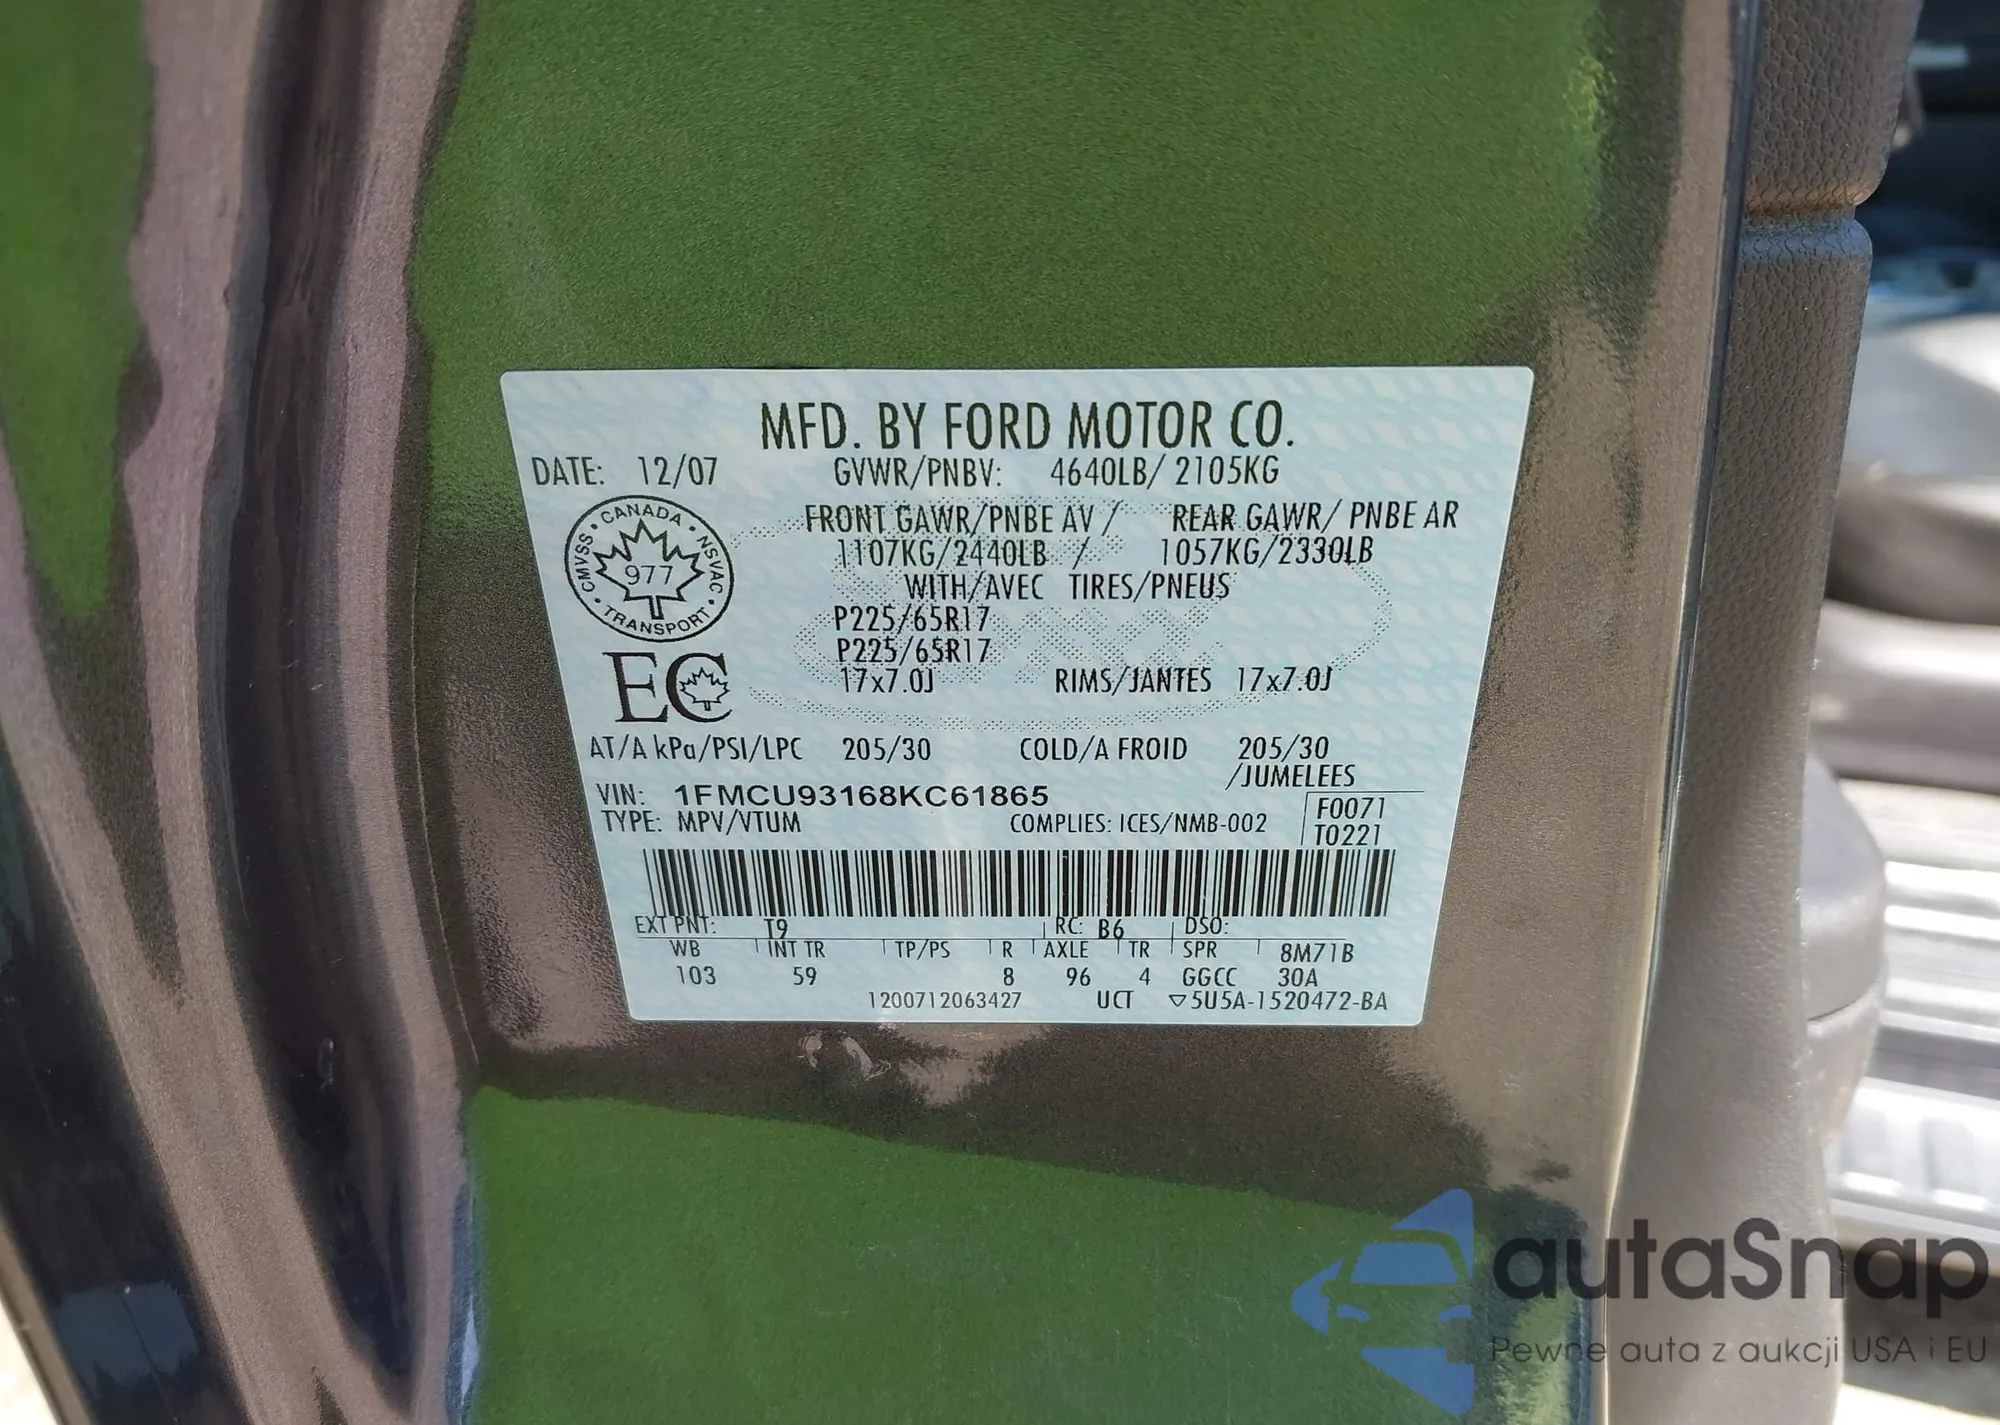 MFD. BY FORD MOTOR CO.
DATE: 12/07 GVWR/PNBV: 4640LB/ 2105KG
FRONT GAWR/PNBE AV / REAR GAWR/ PNBE AR
1107KG/2440LB / 1057KG/2330LB
WITH/AVEC TIRES/PNEUS
P225/65R17
P225/65R17
17x7.0J RIMS/JANTES 17x7.0J
CANADA • NSVAC • TRANSPORT • CMVSS •
977
EC
AT/A kPa/PSI/LPC 205/30 COLD/A FROID 205/30
/JUMELEES
VIN: 1FMCU93168KC61865
F0071
TYPE: MPV/VTUM COMPLIES: ICES/NMB-002
T0221
EXT PNT: T9 RC: B6 DSO:
WB INT TR TP/PS R AXLE TR SPR 8M71B
103 59 8 96 4 GGCC 30A
1200712063427 UCT ▽5U5A-1520472-BA
autaSnap
Pewne auta z aukcji USA i EU